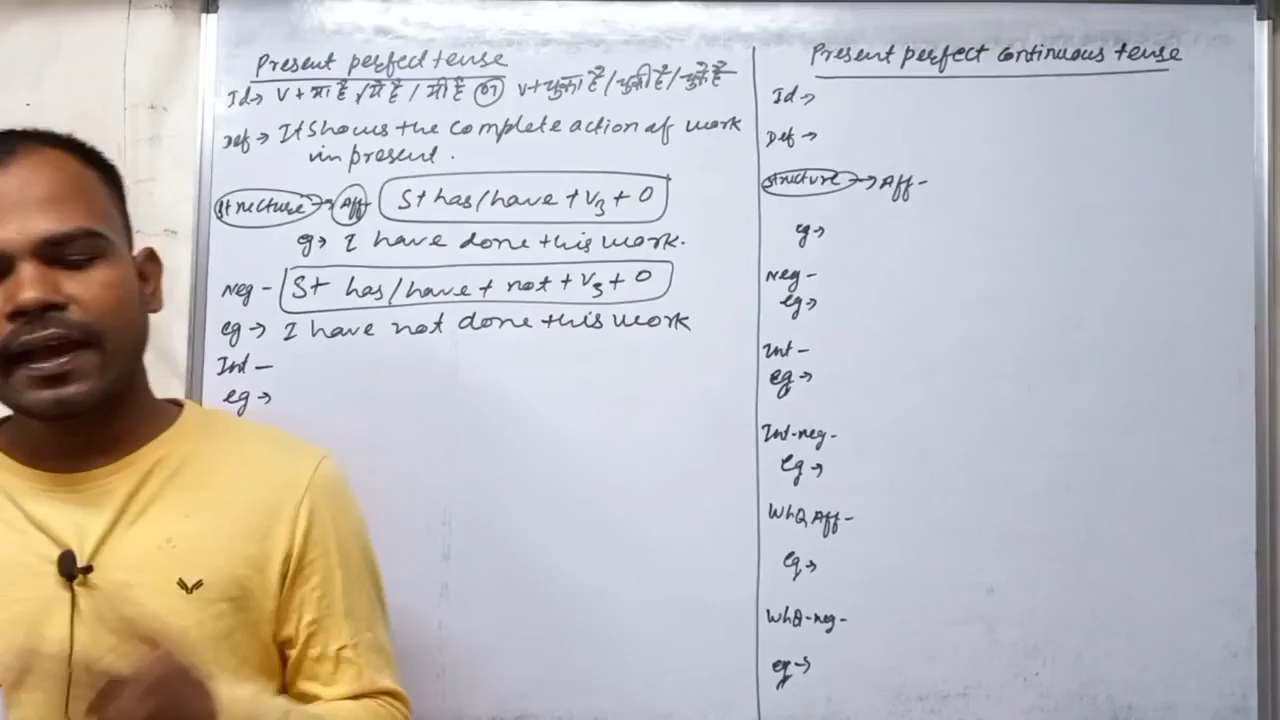 Present perfect tense
Id→ V + या है / ये हैं / यी है or V + चुका है / चुकी है / चुके हैं
Def → It shows the complete action of work
in present.
Structure → Aff S + has/have + V3 + O
eg → I have done this work.
Neg - S + has/have + not + V3 + O
eg → I have not done this work
Int -
eg →
Present perfect continuous tense
Id →
Def →
Structure → Aff -
eg →
Neg -
eg →
Int -
eg →
Int-neg -
eg →
WhQ Aff -
eg →
WhQ-neg -
eg →